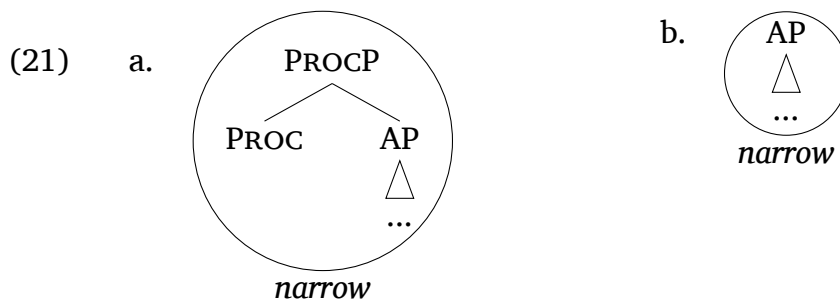 (21) a. PROCP b. AP
PROC AP ...
... narrow
narrow